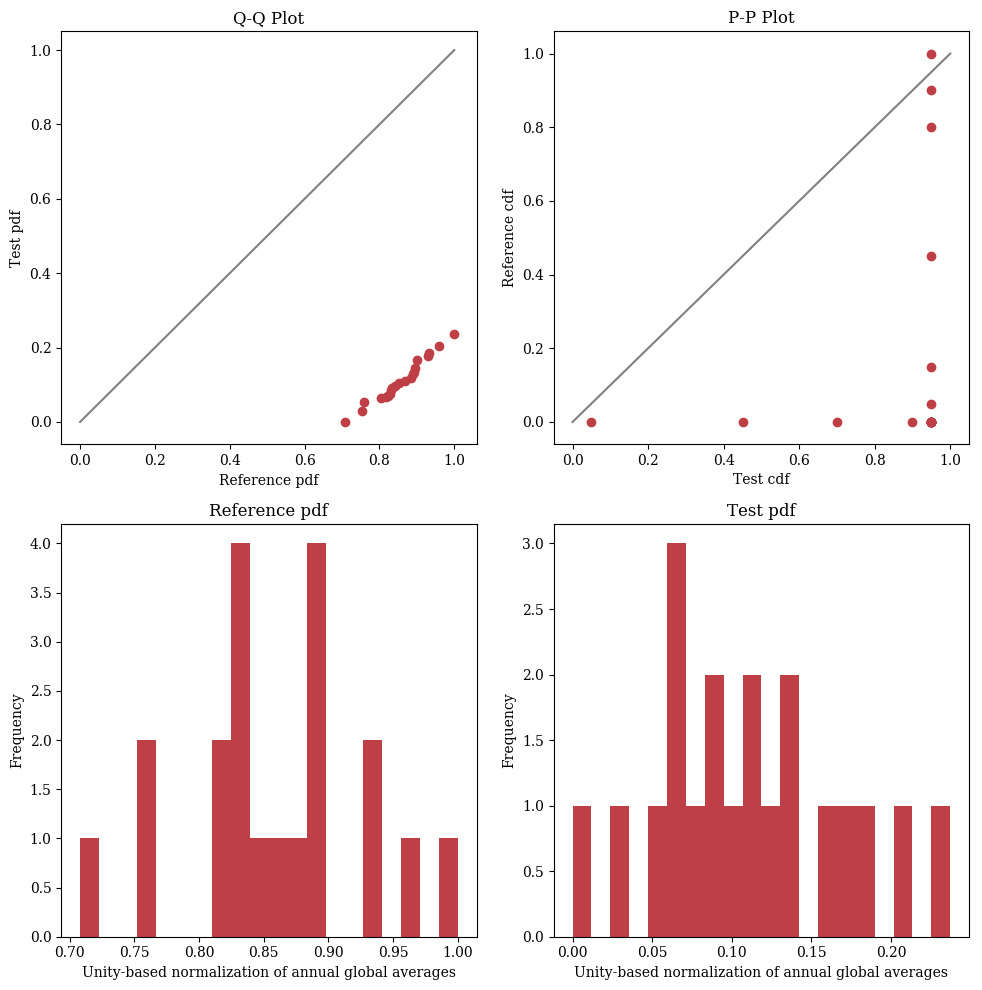 Q-Q Plot
1.0
0.8
0.6
0.4
0.2
0.0
Test pdf
0.0 0.2 0.4 0.6 0.8 1.0
Reference pdf
P-P Plot
1.0
0.8
0.6
0.4
0.2
0.0
Reference cdf
0.0 0.2 0.4 0.6 0.8 1.0
Test cdf
Reference pdf
4.0
3.5
3.0
2.5
2.0
1.5
1.0
0.5
0.0
Frequency
0.70 0.75 0.80 0.85 0.90 0.95 1.00
Unity-based normalization of annual global averages
Test pdf
3.0
2.5
2.0
1.5
1.0
0.5
0.0
Frequency
0.00 0.05 0.10 0.15 0.20
Unity-based normalization of annual global averages